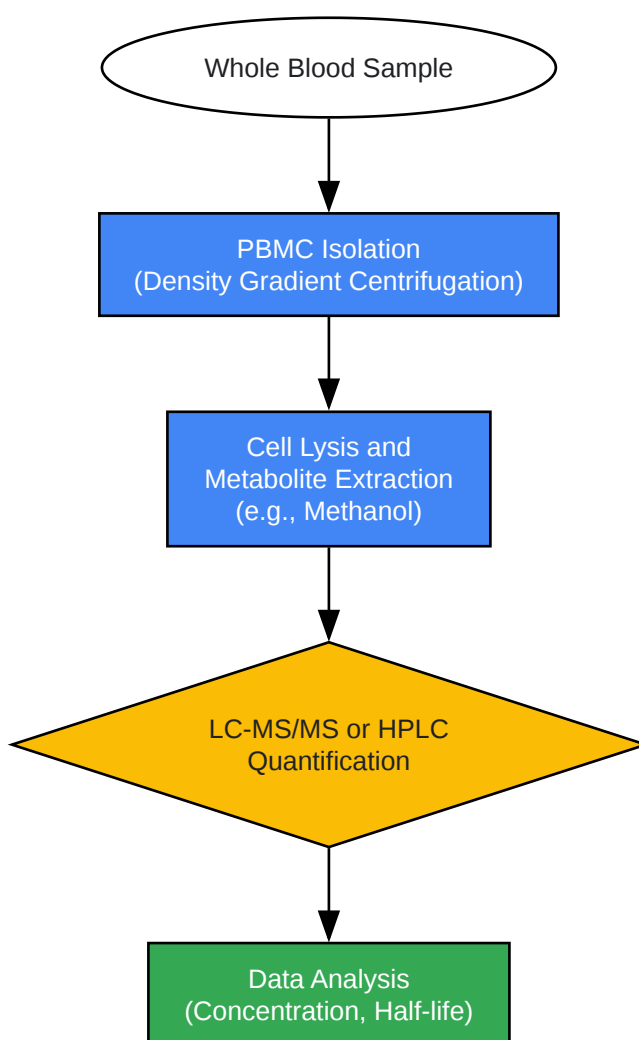 Whole Blood Sample
PBMC Isolation
(Density Gradient Centrifugation)
Cell Lysis and
Metabolite Extraction
(e.g., Methanol)
LC-MS/MS or HPLC
Quantification
Data Analysis
(Concentration, Half-life)